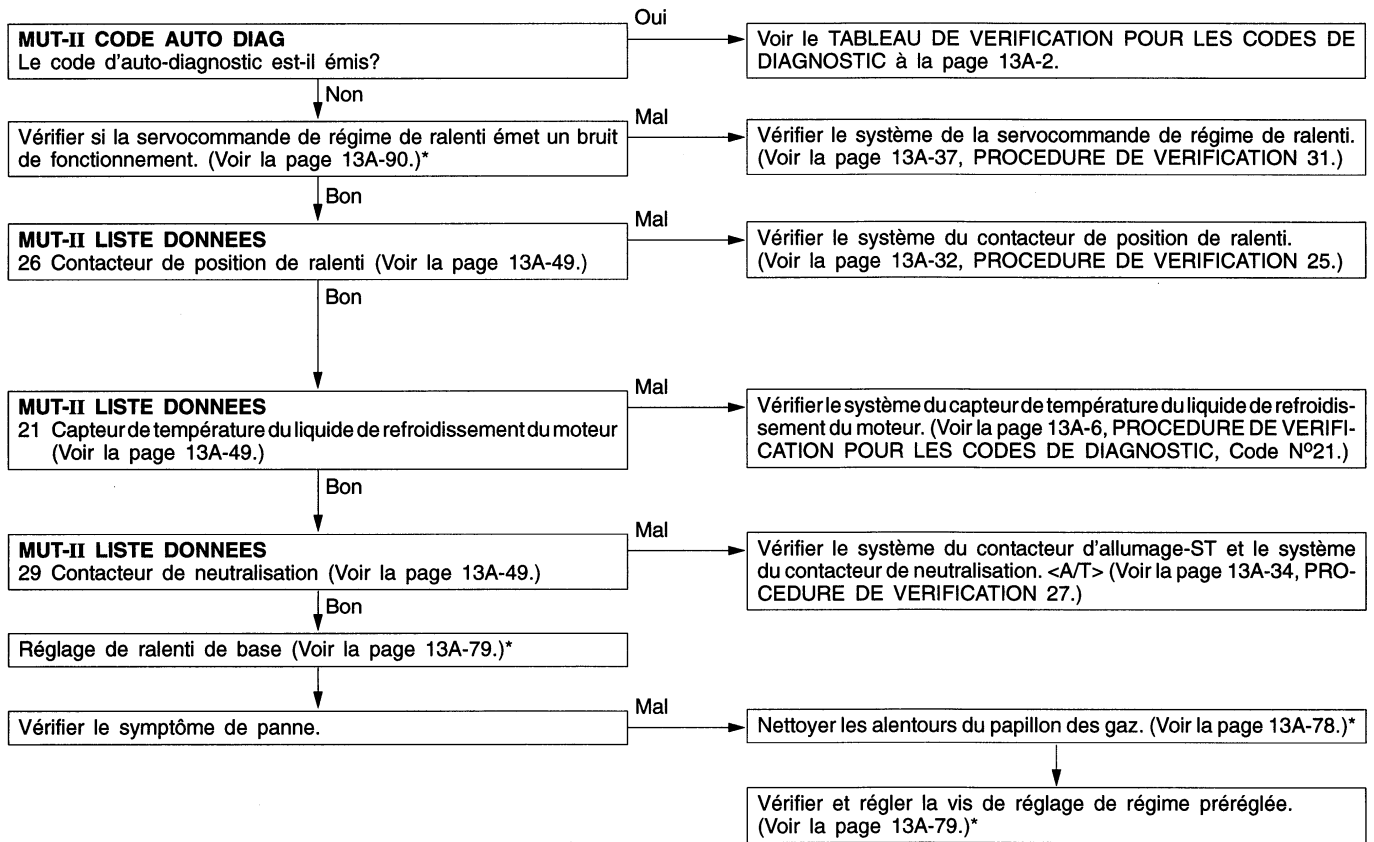 Oui
MUT-II CODE AUTO DIAG
Le code d'auto-diagnostic est-il émis?
Voir le TABLEAU DE VERIFICATION POUR LES CODES DE
DIAGNOSTIC à la page 13A-2.
Non
Mal
Vérifier si la servocommande de régime de ralenti émet un bruit
de fonctionnement. (Voir la page 13A-90.)*
Vérifier le système de la servocommande de régime de ralenti.
(Voir la page 13A-37, PROCEDURE DE VERIFICATION 31.)
Bon
Mal
MUT-II LISTE DONNEES
26 Contacteur de position de ralenti (Voir la page 13A-49.)
Vérifier le système du contacteur de position de ralenti.
(Voir la page 13A-32, PROCEDURE DE VERIFICATION 25.)
Bon
Mal
MUT-II LISTE DONNEES
21 Capteur de température du liquide de refroidissement du moteur
(Voir la page 13A-49.)
Vérifier le système du capteur de température du liquide de refroidis-
sement du moteur. (Voir la page 13A-6, PROCEDURE DE VERIFI-
CATION POUR LES CODES DE DIAGNOSTIC, Code Nº21.)
Bon
Mal
MUT-II LISTE DONNEES
29 Contacteur de neutralisation (Voir la page 13A-49.)
Vérifier le système du contacteur d'allumage-ST et le système
du contacteur de neutralisation. <A/T> (Voir la page 13A-34, PRO-
CEDURE DE VERIFICATION 27.)
Bon
Réglage de ralenti de base (Voir la page 13A-79.)*
Mal
Vérifier le symptôme de panne.
Nettoyer les alentours du papillon des gaz. (Voir la page 13A-78.)*
Vérifier et régler la vis de réglage de régime préréglée.
(Voir la page 13A-79.)*